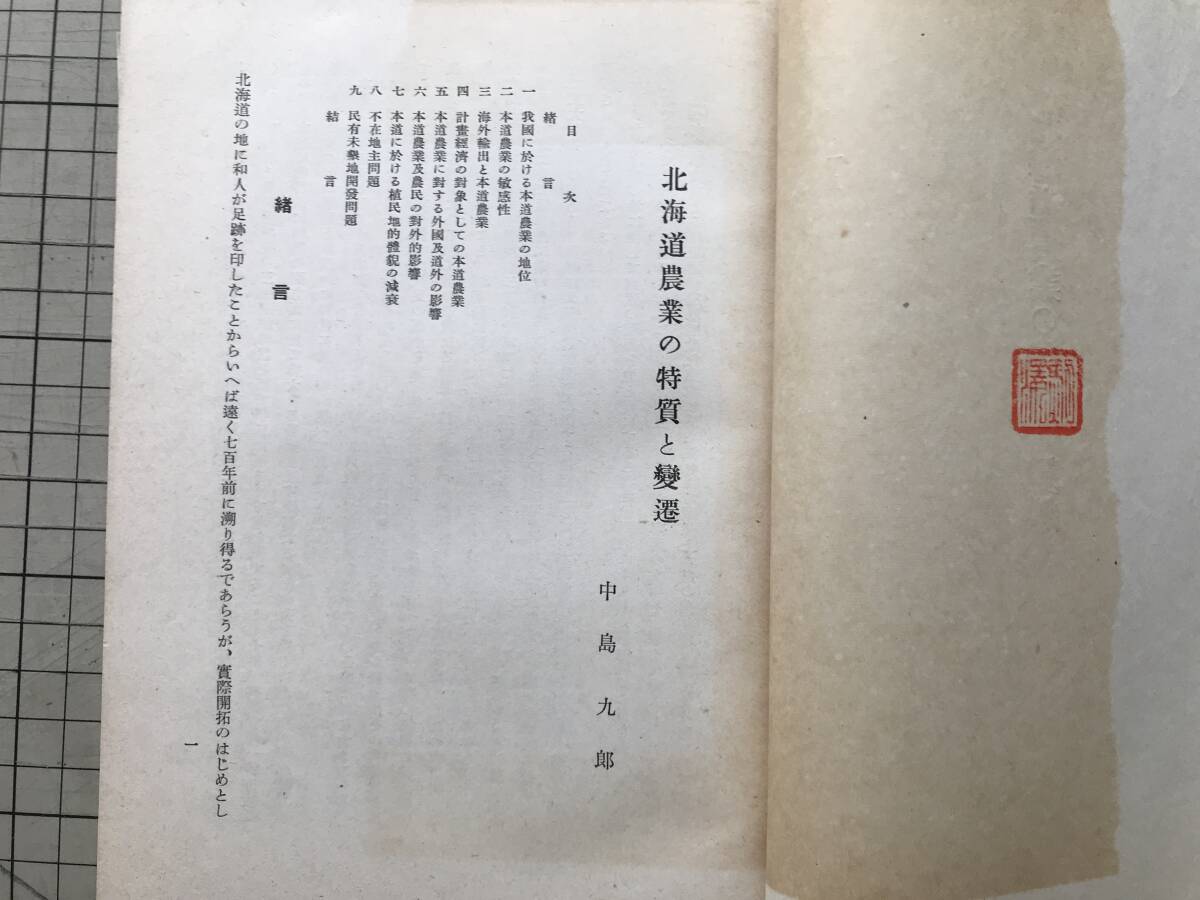 北海道農業の特質と變遷
中島九郎
目次
緒言
一 我國に於ける本道農業の地位
二 本道農業の敏感性
三 海外輸出と本道農業
四 計畫經濟の對象としての本道農業
五 本道農業に對する外國及道外の影響
六 本道農業及農民の對外的影響
七 本道に於ける植民地的體貌の減衰
八 不在地主問題
九 民有未墾地開發問題
結言
緒言
北海道の地に和人が足跡を印したことからいへば遠く七百年前に溯り得るであらうが、實際開拓のはじめとし
一